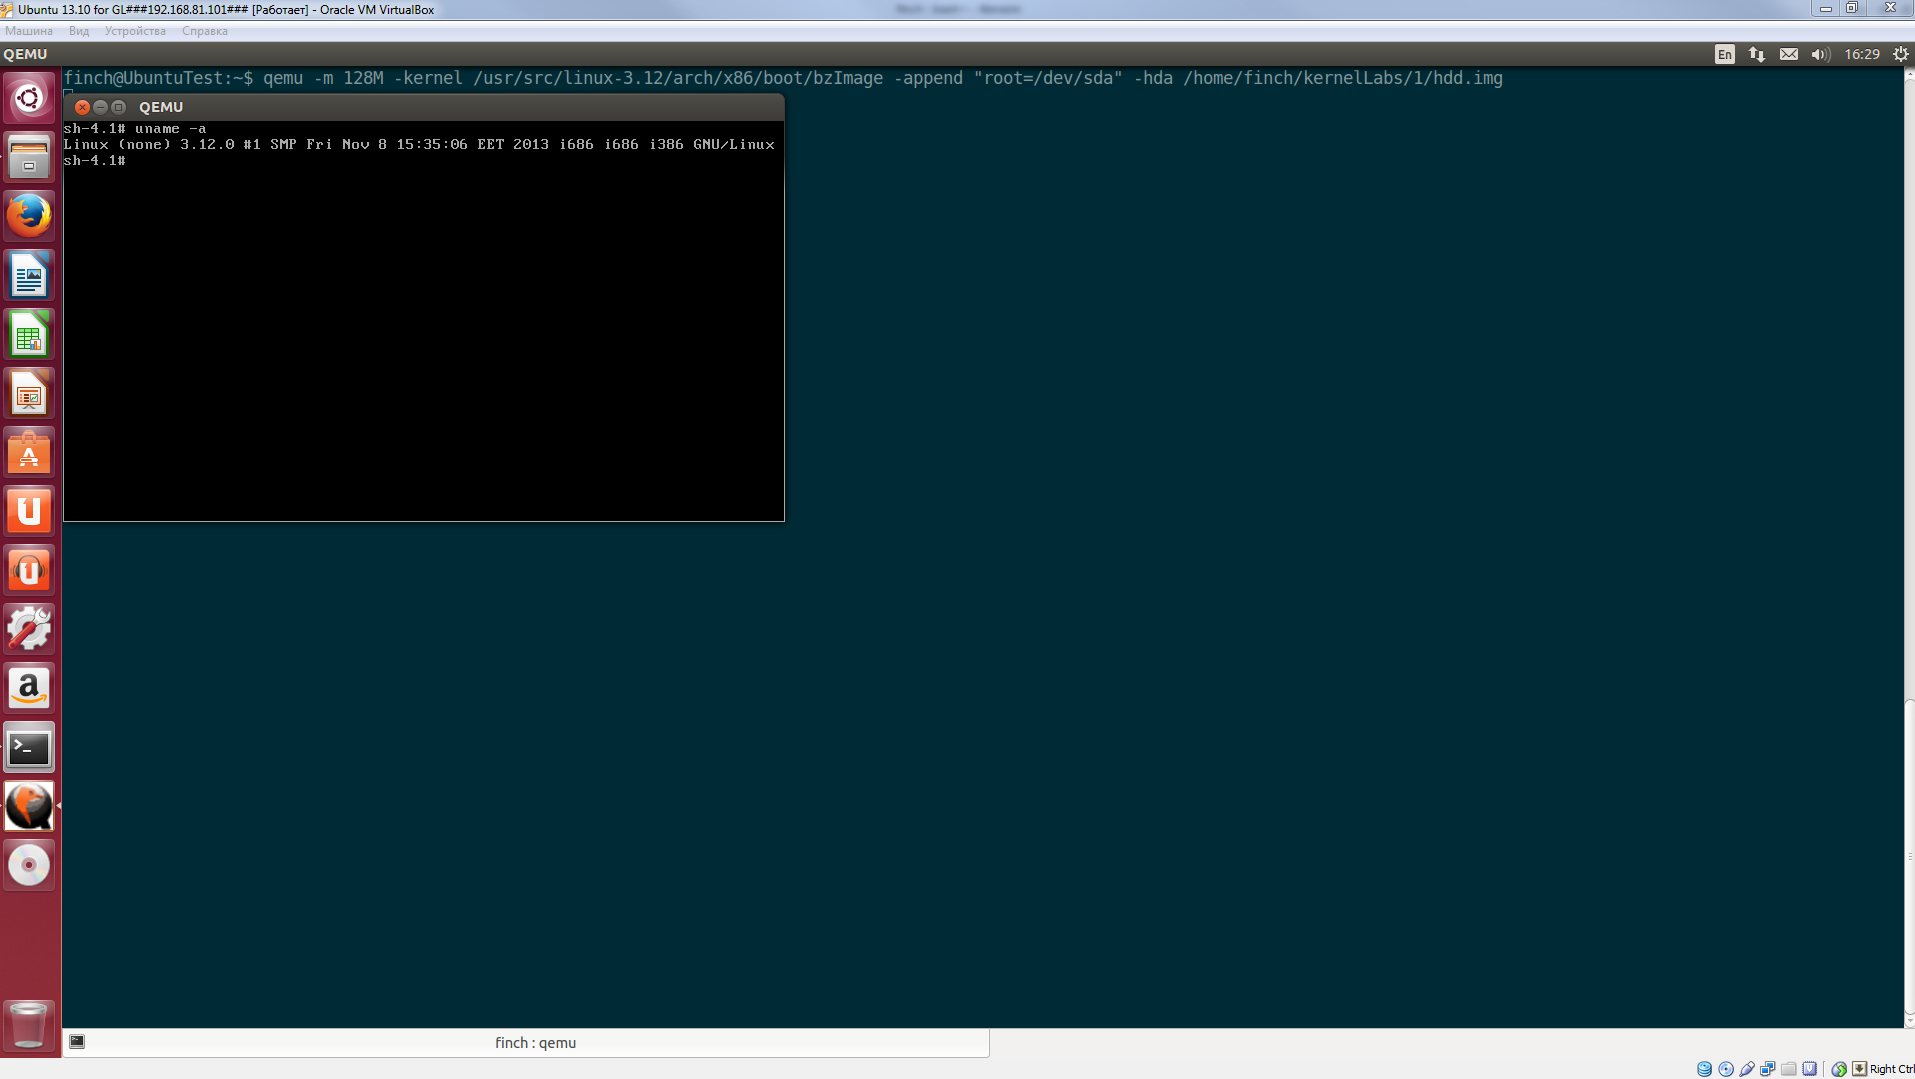 Ubuntu 13.10 for GL###192.168.81.101### [Работает] - Oracle VM VirtualBox
Машина Вид Устройства Справка
QEMU En 16:29
finch@UbuntuTest:~$ qemu -m 128M -kernel /usr/src/linux-3.12/arch/x86/boot/bzImage -append "root=/dev/sda" -hda /home/finch/kernelLabs/1/hdd.img
QEMU
sh-4.1# uname -a
Linux (none) 3.12.0 #1 SMP Fri Nov 8 15:35:06 EET 2013 i686 i686 i386 GNU/Linux
sh-4.1#
finch : qemu
Right Ctrl